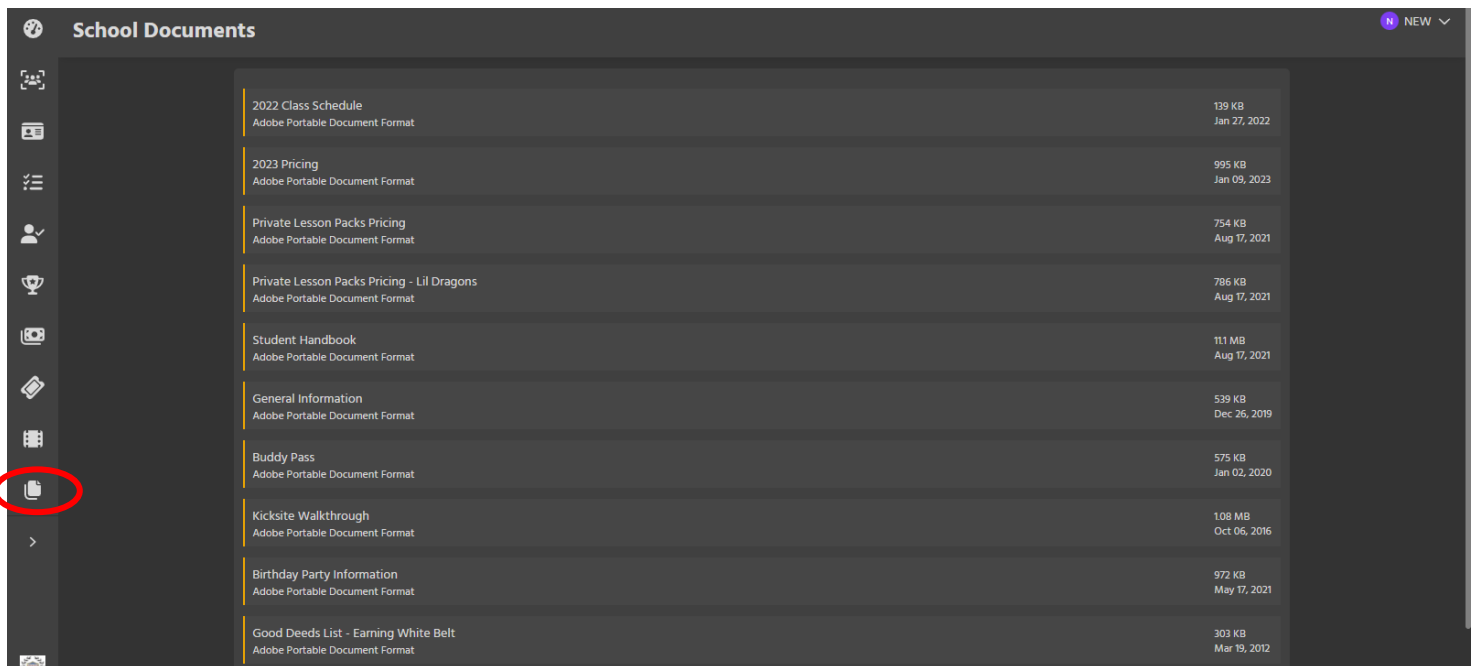 School Documents
N NEW
2022 Class Schedule
139 KB
Adobe Portable Document Format
Jan 27, 2022
2023 Pricing
995 KB
Adobe Portable Document Format
Jan 09, 2023
Private Lesson Packs Pricing
754 KB
Adobe Portable Document Format
Aug 17, 2021
Private Lesson Packs Pricing - Lil Dragons
786 KB
Adobe Portable Document Format
Aug 17, 2021
Student Handbook
11.1 MB
Adobe Portable Document Format
Aug 17, 2021
General Information
539 KB
Adobe Portable Document Format
Dec 26, 2019
Buddy Pass
575 KB
Adobe Portable Document Format
Jan 02, 2020
Kicksite Walkthrough
1.08 MB
Adobe Portable Document Format
Oct 06, 2016
Birthday Party Information
972 KB
Adobe Portable Document Format
May 17, 2021
Good Deeds List - Earning White Belt
303 KB
Adobe Portable Document Format
Mar 19, 2012